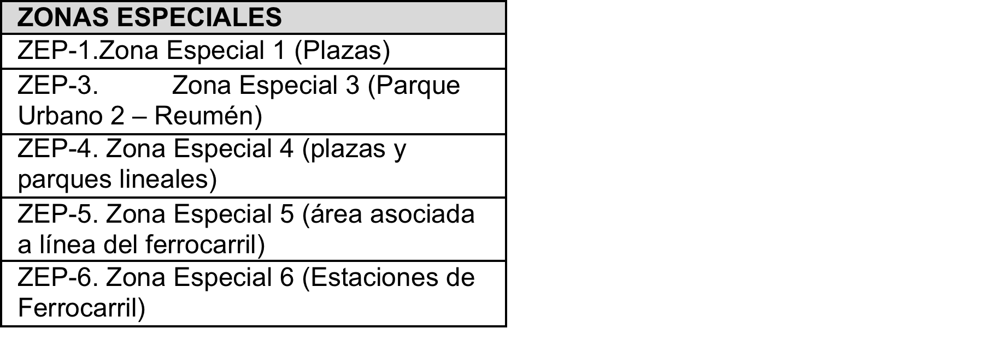 ZONAS ESPECIALES
ZEP-1.Zona Especial 1 (Plazas)
ZEP-3. Zona Especial 3 (Parque
Urbano 2 – Reumén)
ZEP-4. Zona Especial 4 (plazas y
parques lineales)
ZEP-5. Zona Especial 5 (área asociada
a línea del ferrocarril)
ZEP-6. Zona Especial 6 (Estaciones de
Ferrocarril)